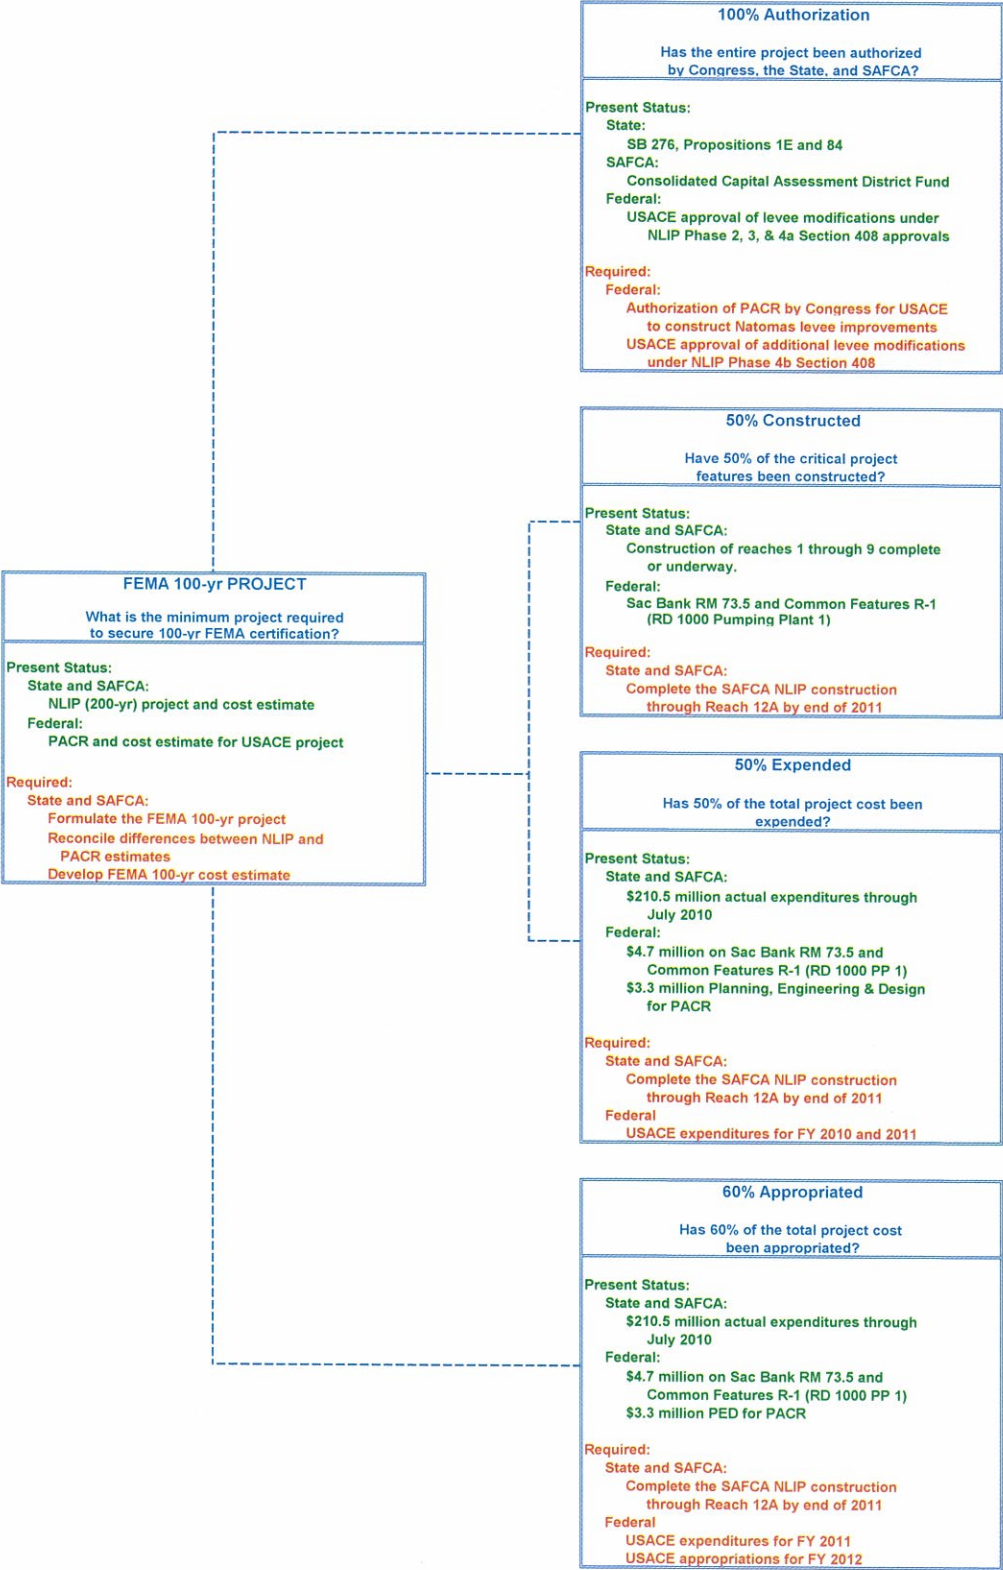 100% Authorization
Has the entire project been authorized
by Congress, the State, and SAFCA?
Present Status:
State:
SB 276, Propositions 1E and 84
SAFCA:
Consolidated Capital Assessment District Fund
Federal:
USACE approval of levee modifications under
NLIP Phase 2, 3, & 4a Section 408 approvals
Required:
Federal:
Authorization of PACR by Congress for USACE
to construct Natomas levee improvements
USACE approval of additional levee modifications
under NLIP Phase 4b Section 408
50% Constructed
Have 50% of the critical project
features been constructed?
Present Status:
State and SAFCA:
Construction of reaches 1 through 9 complete
or underway.
Federal:
Sac Bank RM 73.5 and Common Features R-1
(RD 1000 Pumping Plant 1)
Required:
State and SAFCA:
Complete the SAFCA NLIP construction
through Reach 12A by end of 2011
FEMA 100-yr PROJECT
What is the minimum project required
to secure 100-yr FEMA certification?
Present Status:
State and SAFCA:
NLIP (200-yr) project and cost estimate
Federal:
PACR and cost estimate for USACE project
Required:
State and SAFCA:
Formulate the FEMA 100-yr project
Reconcile differences between NLIP and
PACR estimates
Develop FEMA 100-yr cost estimate
50% Expended
Has 50% of the total project cost been
expended?
Present Status:
State and SAFCA:
$210.5 million actual expenditures through
July 2010
Federal:
$4.7 million on Sac Bank RM 73.5 and
Common Features R-1 (RD 1000 PP 1)
$3.3 million Planning, Engineering & Design
for PACR
Required:
State and SAFCA:
Complete the SAFCA NLIP construction
through Reach 12A by end of 2011
Federal
USACE expenditures for FY 2010 and 2011
60% Appropriated
Has 60% of the total project cost
been appropriated?
Present Status:
State and SAFCA:
$210.5 million actual expenditures through
July 2010
Federal:
$4.7 million on Sac Bank RM 73.5 and
Common Features R-1 (RD 1000 PP 1)
$3.3 million PED for PACR
Required:
State and SAFCA:
Complete the SAFCA NLIP construction
through Reach 12A by end of 2011
Federal
USACE expenditures for FY 2011
USACE appropriations for FY 2012